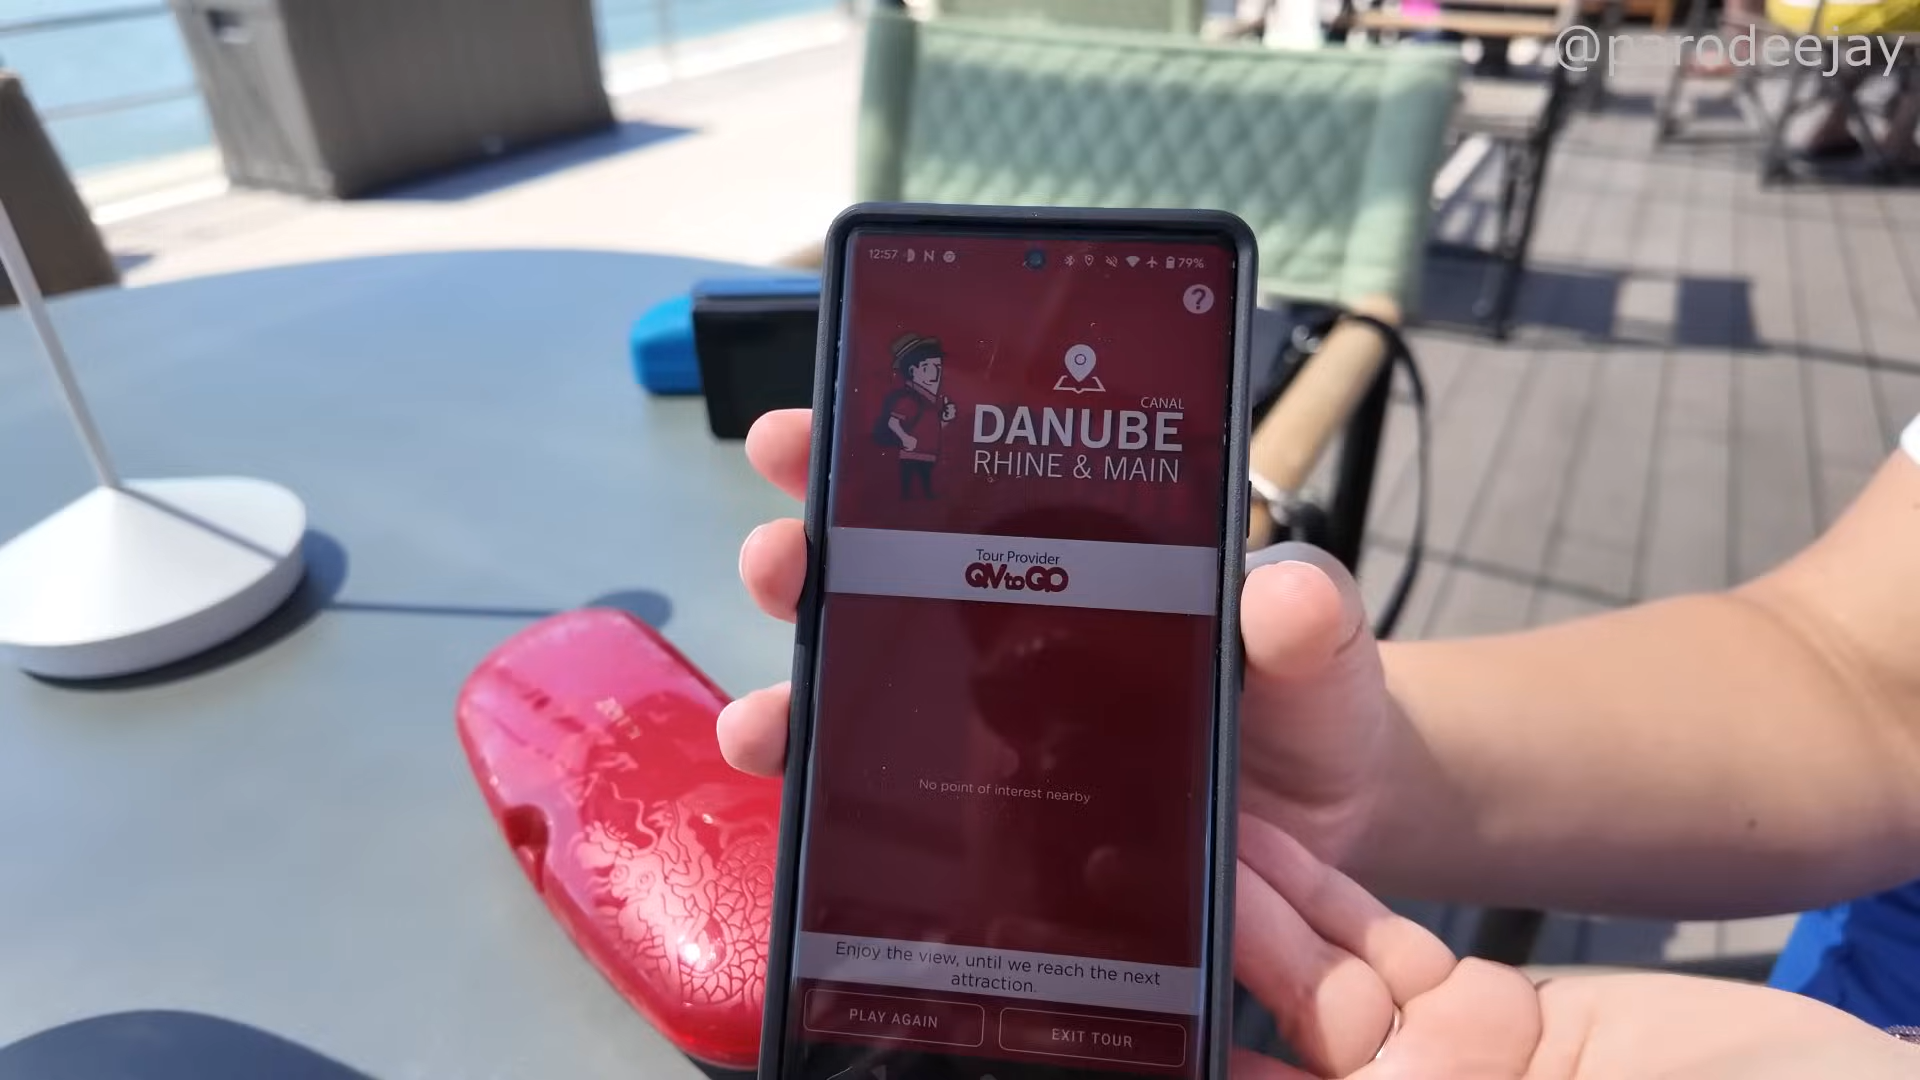 @parodeejay
12:57
79%
?
CANAL
DANUBE
RHINE & MAIN
Tour Provider
QVtoGO
No point of interest nearby
Enjoy the view, until we reach the next
attraction.
PLAY AGAIN
EXIT TOUR